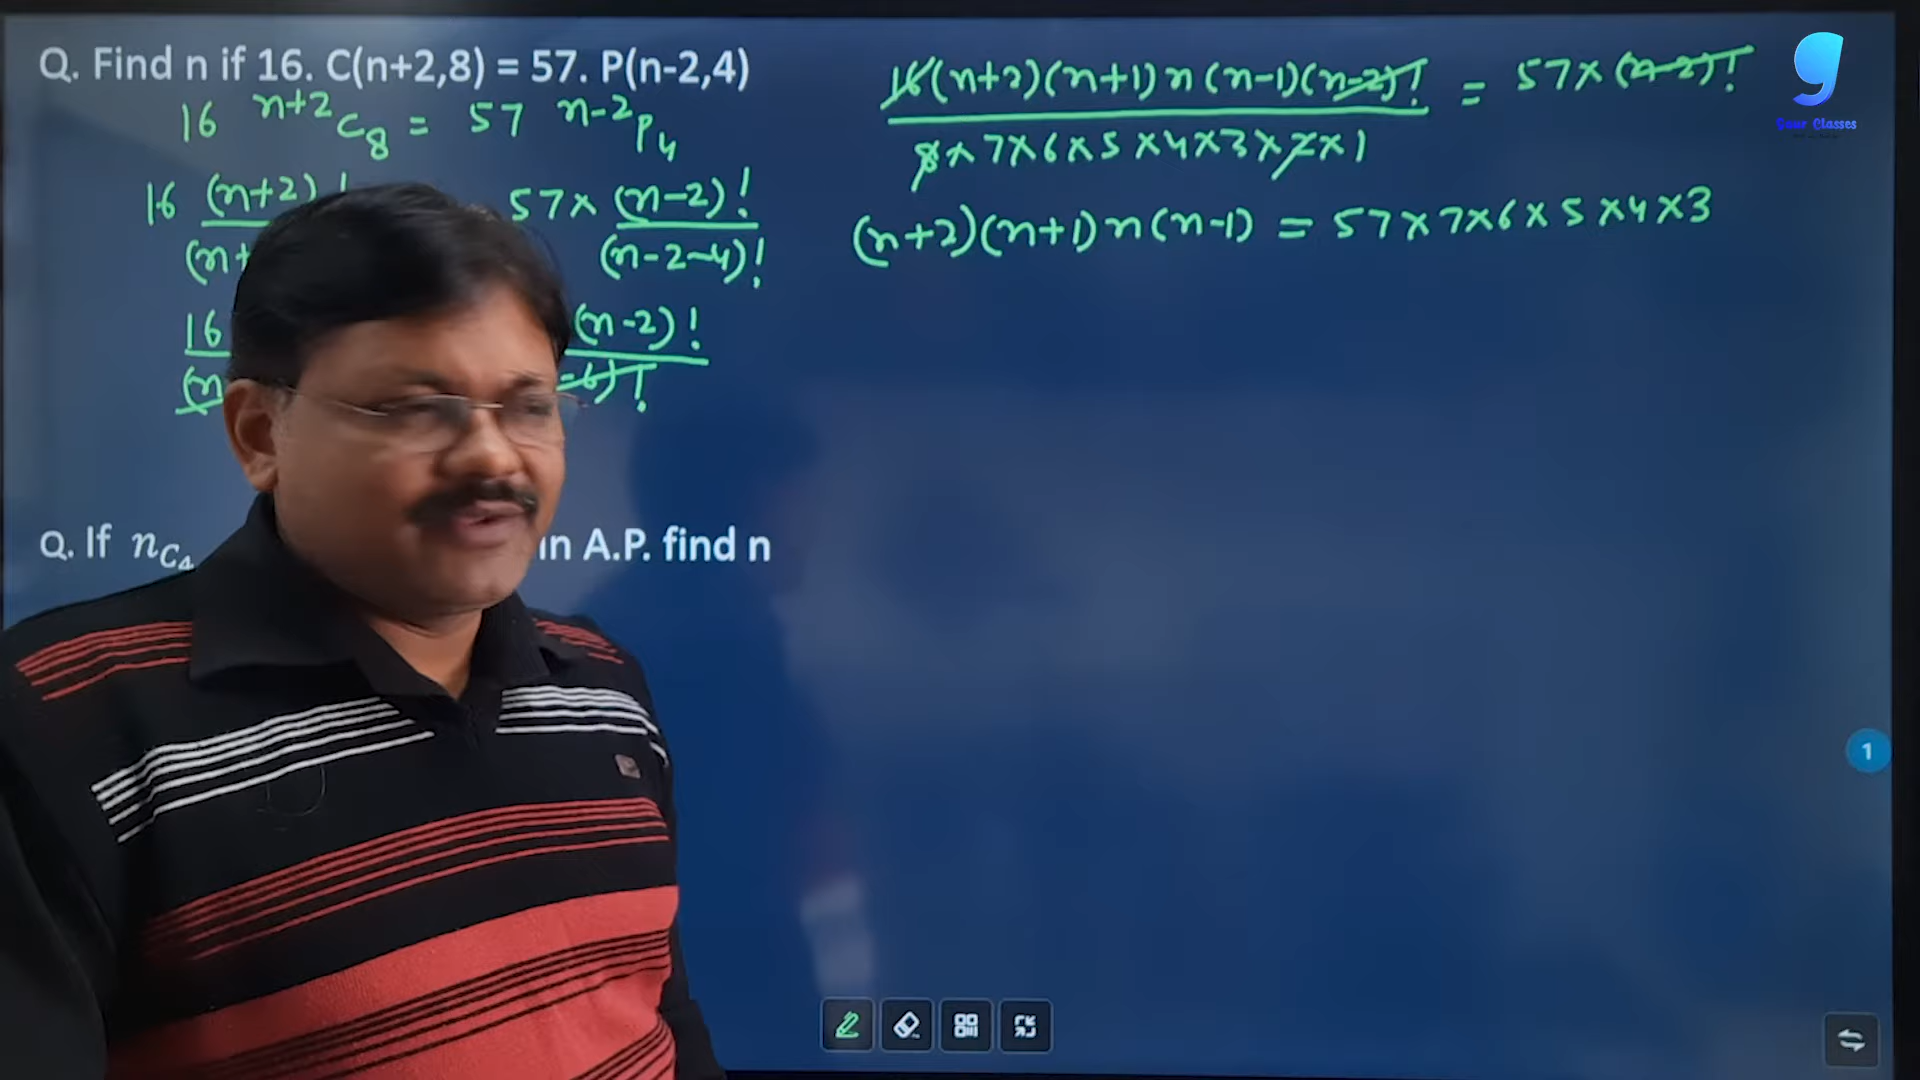 Q. Find n if 16. C(n+2,8) = 57. P(n-2,4)
16 n+2C8 = 57 n-2P4
16 (n+2)! 57× (n-2)!
(n+ (n-2-4)!
16 (n-2)!
(n -6)!
Q. If nC4 in A.P. find n
16(n+2)(n+1)n(n-1)(n-2)! = 57×(n-2)!
8×7×6×5×4×3×2×1
(n+2)(n+1)n(n-1) = 57×7×6×5×4×3
g
Gaur Classes
1